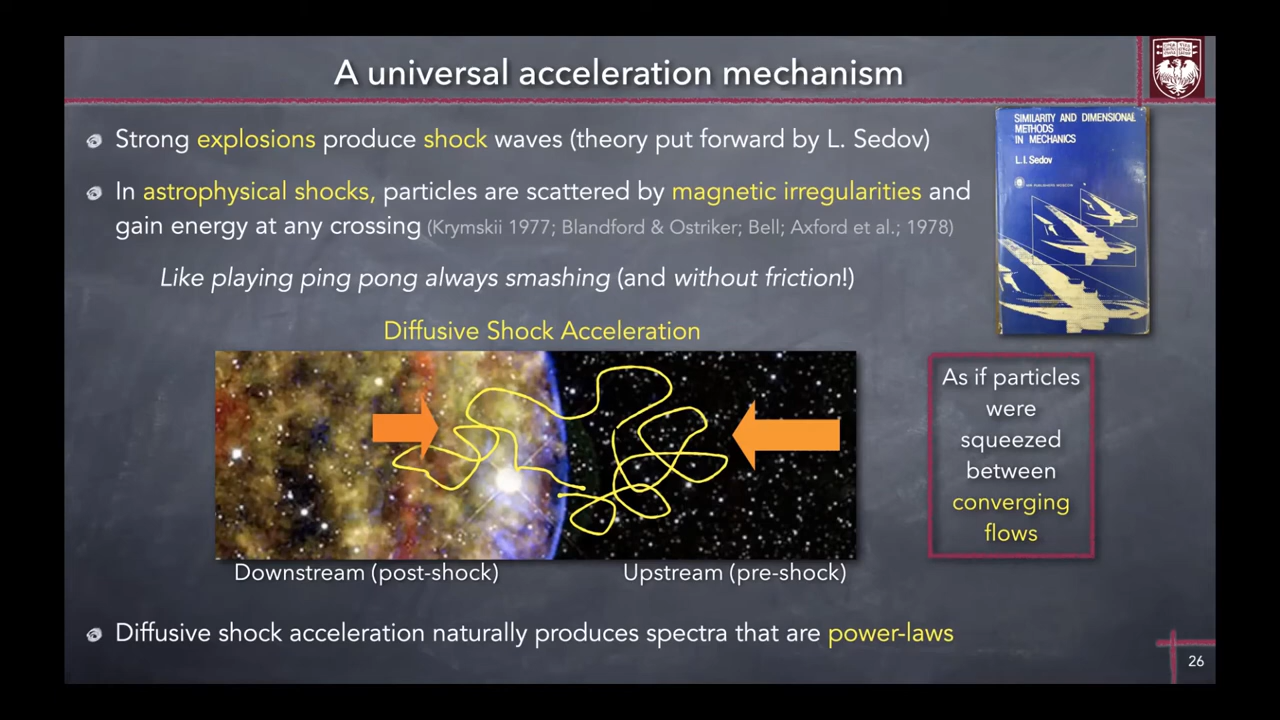 A universal acceleration mechanism
Strong explosions produce shock waves (theory put forward by L. Sedov)
In astrophysical shocks, particles are scattered by magnetic irregularities and
gain energy at any crossing (Krymskii 1977; Blandford & Ostriker; Bell; Axford et al.; 1978)
Like playing ping pong always smashing (and without friction!)
SIMILARITY AND DIMENSIONAL
METHODS
IN MECHANICS
L.I. Sedov
Diffusive Shock Acceleration
As if particles
were
squeezed
between
converging
flows
Downstream (post-shock)
Upstream (pre-shock)
Diffusive shock acceleration naturally produces spectra that are power-laws
26